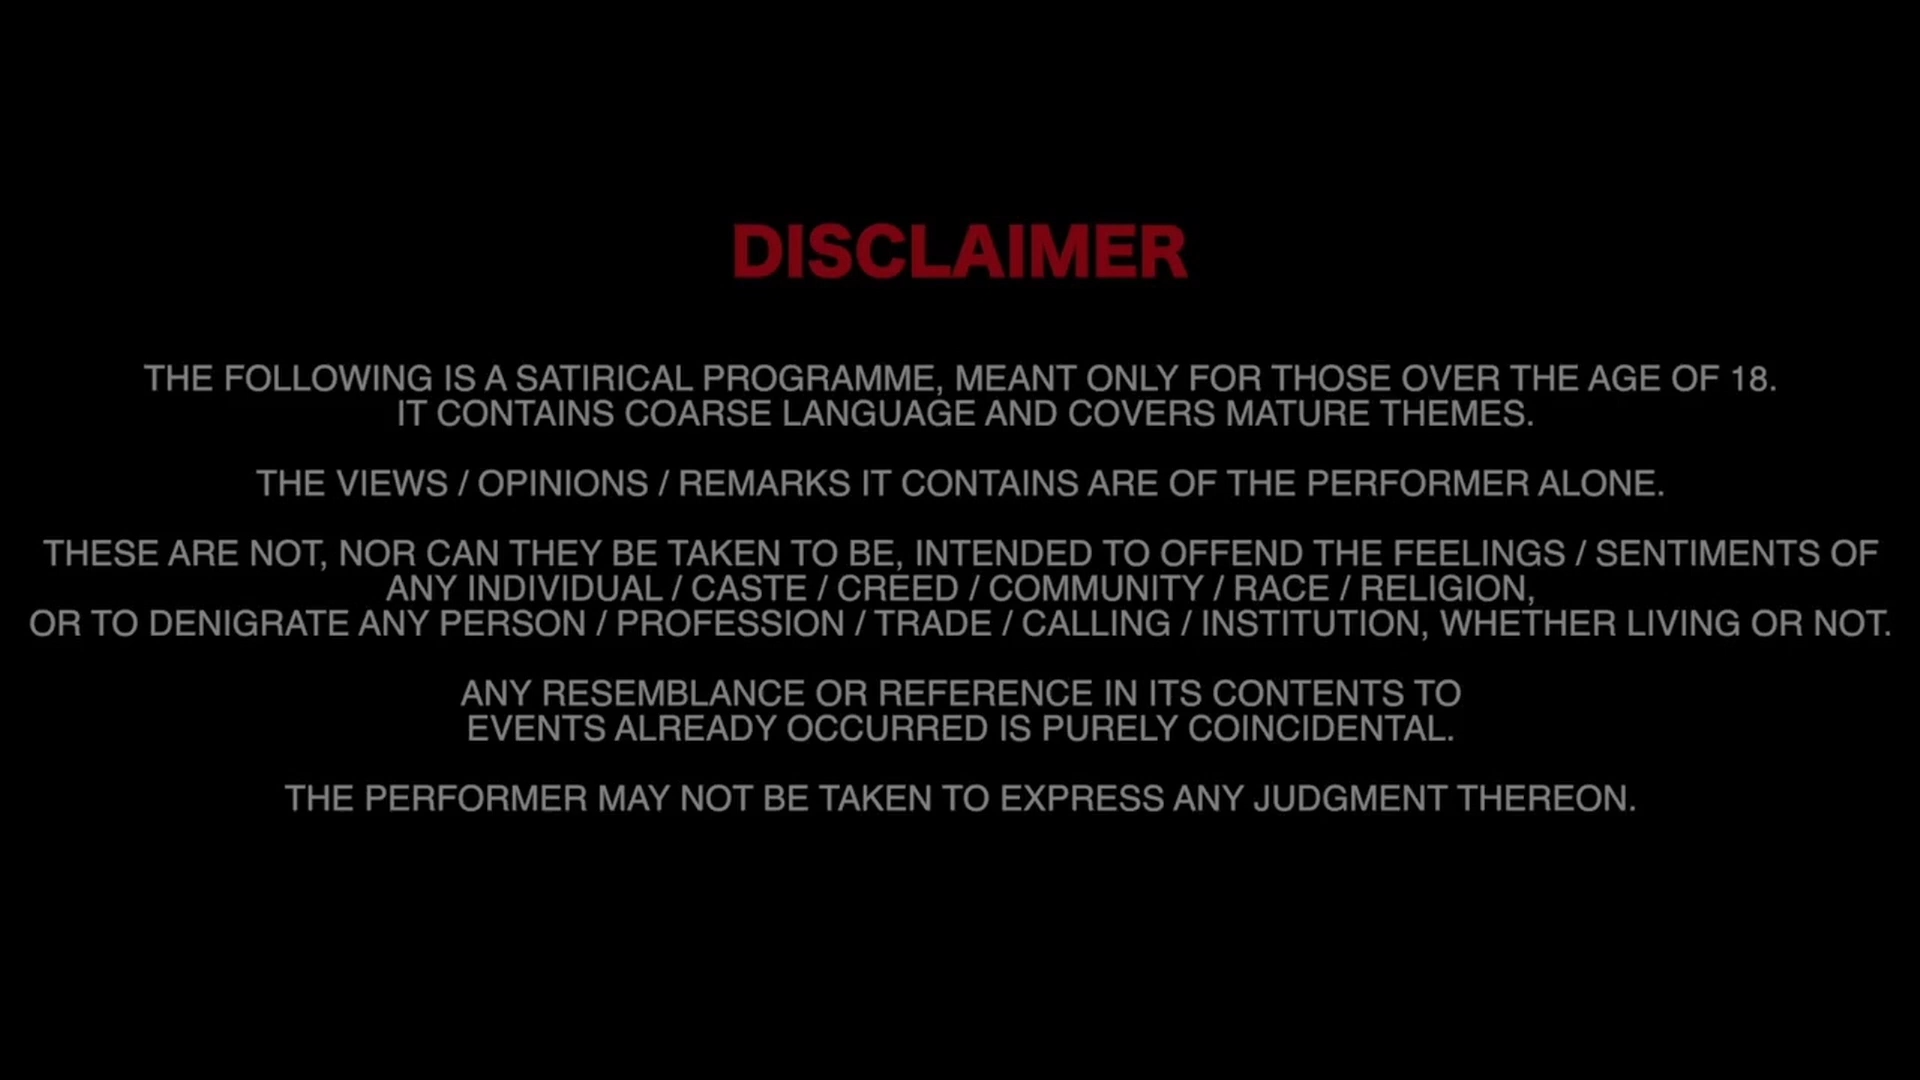 DISCLAIMER
THE FOLLOWING IS A SATIRICAL PROGRAMME, MEANT ONLY FOR THOSE OVER THE AGE OF 18.
IT CONTAINS COARSE LANGUAGE AND COVERS MATURE THEMES.
THE VIEWS / OPINIONS / REMARKS IT CONTAINS ARE OF THE PERFORMER ALONE.
THESE ARE NOT, NOR CAN THEY BE TAKEN TO BE, INTENDED TO OFFEND THE FEELINGS / SENTIMENTS OF
ANY INDIVIDUAL / CASTE / CREED / COMMUNITY / RACE / RELIGION,
OR TO DENIGRATE ANY PERSON / PROFESSION / TRADE / CALLING / INSTITUTION, WHETHER LIVING OR NOT.
ANY RESEMBLANCE OR REFERENCE IN ITS CONTENTS TO
EVENTS ALREADY OCCURRED IS PURELY COINCIDENTAL.
THE PERFORMER MAY NOT BE TAKEN TO EXPRESS ANY JUDGMENT THEREON.